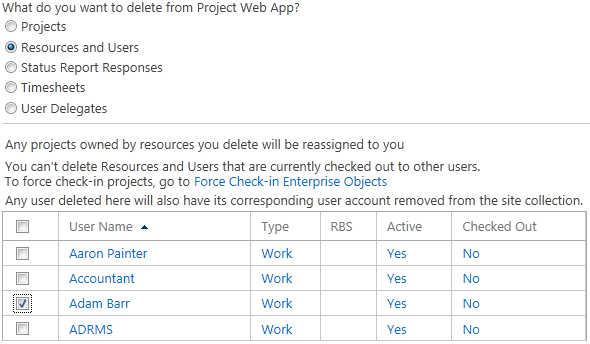 What do you want to delete from Project Web App?
Projects
Resources and Users
Status Report Responses
Timesheets
User Delegates
Any projects owned by resources you delete will be reassigned to you
You can't delete Resources and Users that are currently checked out to other users.
To force check-in projects, go to Force Check-in Enterprise Objects
Any user deleted here will also have its corresponding user account removed from the site collection.
User Name Type RBS Active Checked Out
Aaron Painter Work Yes No
Accountant Work Yes No
Adam Barr Work Yes No
ADRMS Work Yes No